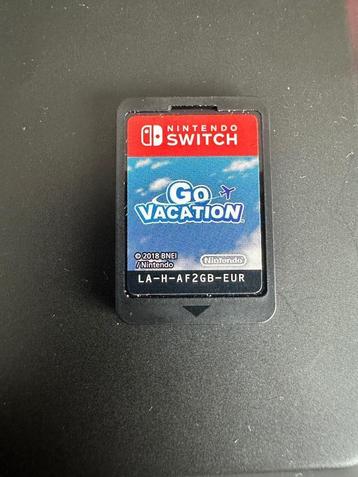 NINTENDO
SWITCH
GO
VACATION
© 2018 BNEI
/ Nintendo
Nintendo
LA-H-AF2GB-EUR